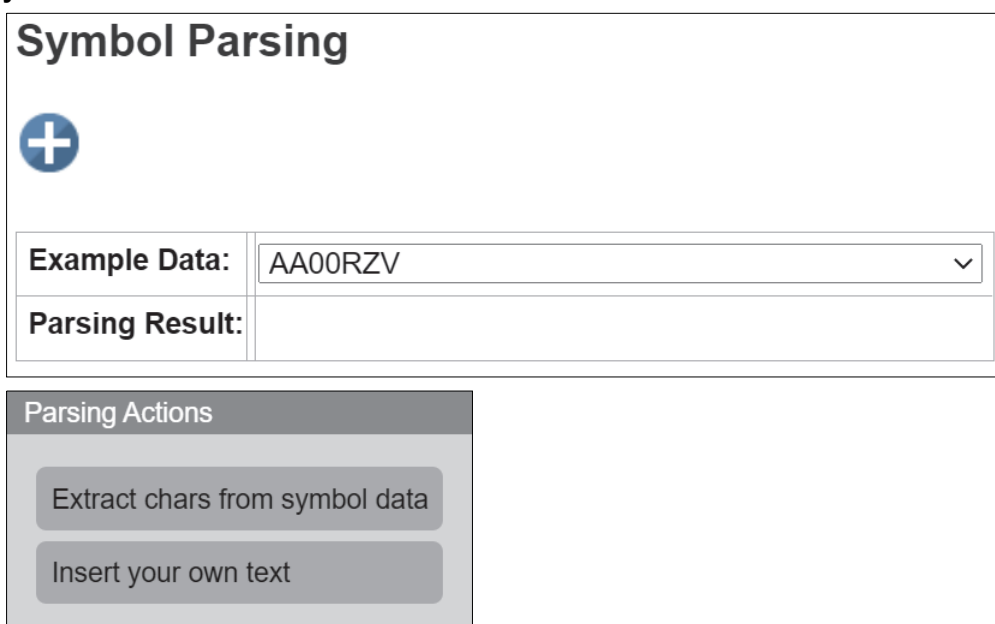 Symbol Parsing
Example Data: AA00RZV
Parsing Result:
Parsing Actions
Extract chars from symbol data
Insert your own text